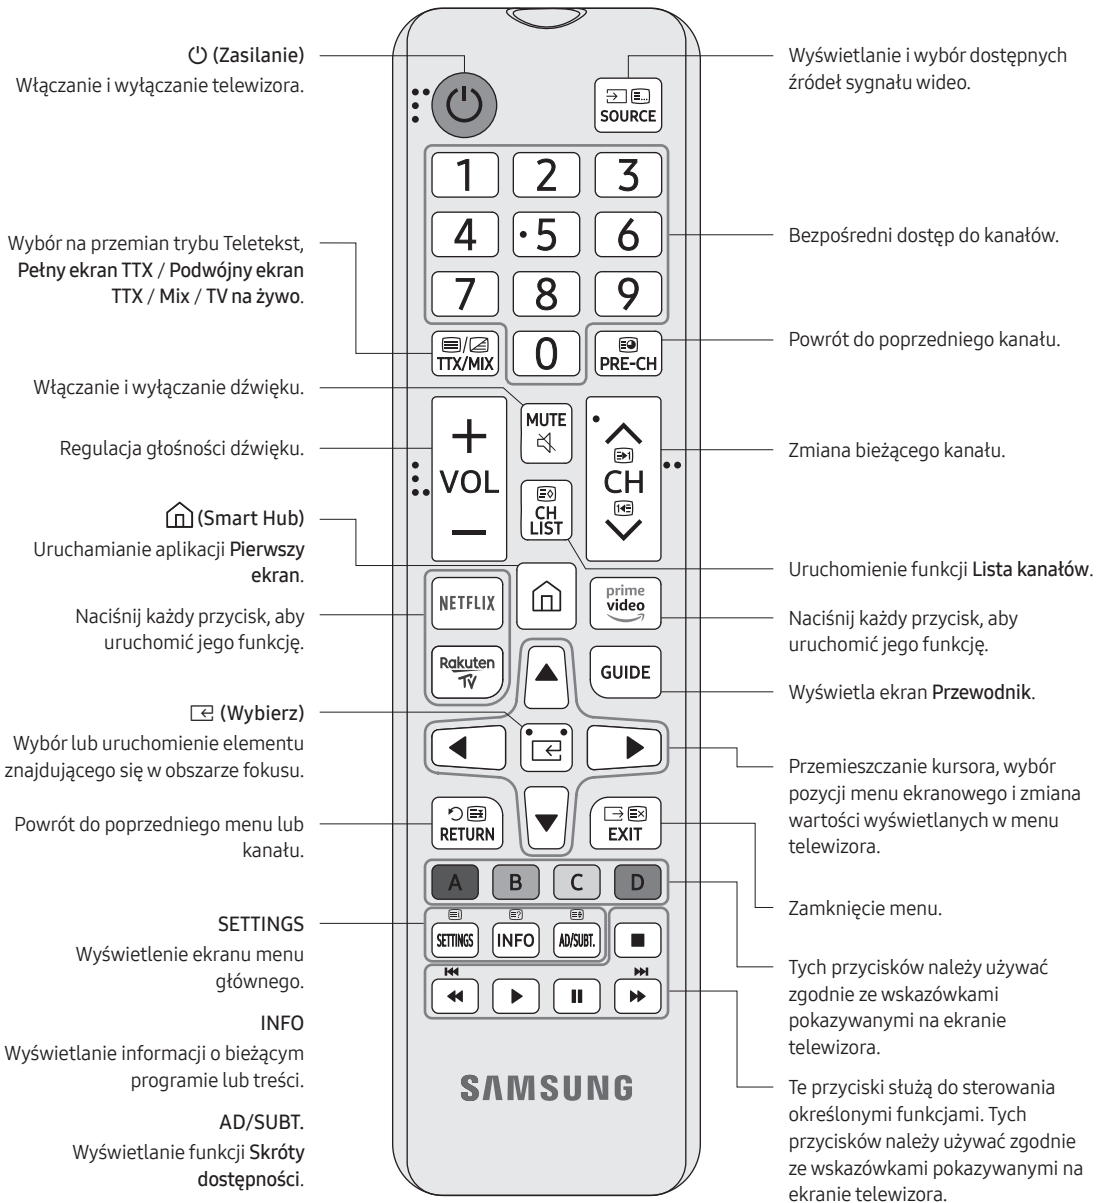 (Zasilanie)
Włączanie i wyłączanie telewizora.
Wybór na przemian trybu Teletekst,
Pełny ekran TTX / Podwójny ekran
TTX / Mix / TV na żywo.
Włączanie i wyłączanie dźwięku.
Regulacja głośności dźwięku.
(Smart Hub)
Uruchamianie aplikacji Pierwszy
ekran.
Naciśnij każdy przycisk, aby
uruchomić jego funkcję.
(Wybierz)
Wybór lub uruchomienie elementu
znajdującego się w obszarze fokusu.
Powrót do poprzedniego menu lub
kanału.
SETTINGS
Wyświetlenie ekranu menu
głównego.
INFO
Wyświetlanie informacji o bieżącym
programie lub treści.
AD/SUBT.
Wyświetlanie funkcji Skróty
dostępności.
SOURCE
1 2 3
4 5 6
7 8 9
TTX/MIX 0 PRE-CH
MUTE
+
VOL
—
CH
CH
LIST
NETFLIX
prime
video
Rakuten
TV
GUIDE
RETURN
EXIT
A B C D
SETTINGS INFO AD/SUBT.
SAMSUNG
Wyświetlanie i wybór dostępnych
źródeł sygnału wideo.
Bezpośredni dostęp do kanałów.
Powrót do poprzedniego kanału.
Zmiana bieżącego kanału.
Uruchomienie funkcji Lista kanałów.
Naciśnij każdy przycisk, aby
uruchomić jego funkcję.
Wyświetla ekran Przewodnik.
Przemieszczanie kursora, wybór
pozycji menu ekranowego i zmiana
wartości wyświetlanych w menu
telewizora.
Zamknięcie menu.
Tych przycisków należy używać
zgodnie ze wskazówkami
pokazywanymi na ekranie
telewizora.
Te przyciski służą do sterowania
określonymi funkcjami. Tych
przycisków należy używać zgodnie
ze wskazówkami pokazywanymi na
ekranie telewizora.